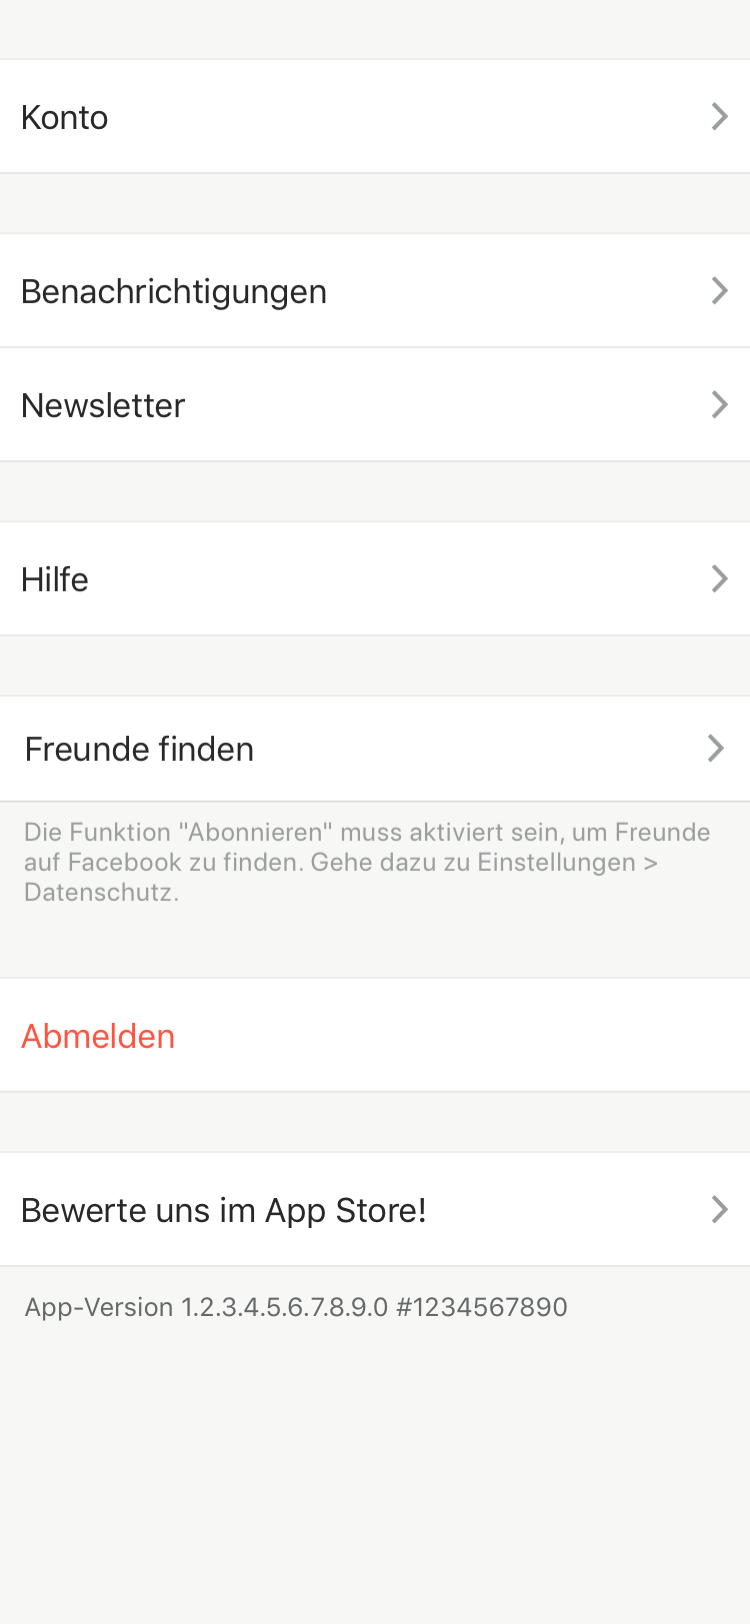 Konto
Benachrichtigungen
Newsletter
Hilfe
Freunde finden
Die Funktion "Abonnieren" muss aktiviert sein, um Freunde
auf Facebook zu finden. Gehe dazu zu Einstellungen >
Datenschutz.
Abmelden
Bewerte uns im App Store!
App-Version 1.2.3.4.5.6.7.8.9.0 #1234567890